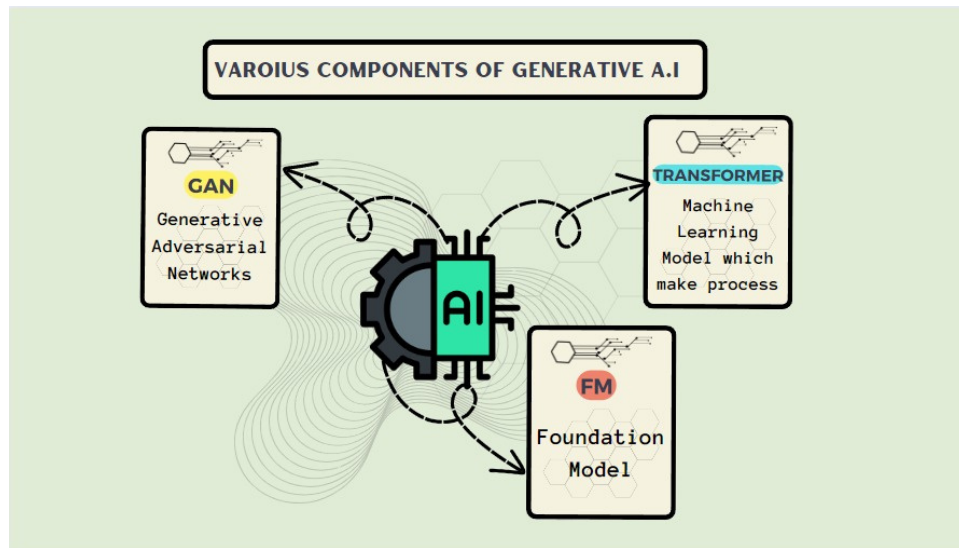 VAROIUS COMPONENTS OF GENERATIVE A.I
GAN
Generative
Adversarial
Networks
TRANSFORMER
Machine
Learning
Model which
make process
AI
FM
Foundation
Model